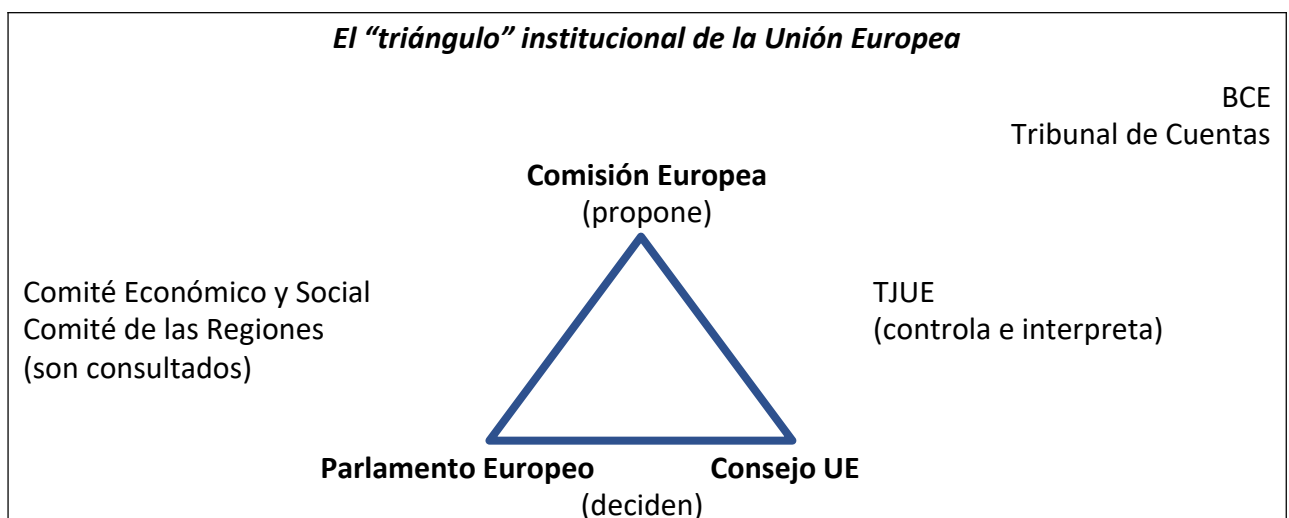 El “triángulo” institucional de la Unión Europea
BCE
Tribunal de Cuentas
Comisión Europea
(propone)
Comité Económico y Social
Comité de las Regiones
(son consultados)
TJUE
(controla e interpreta)
Parlamento Europeo Consejo UE
(deciden)